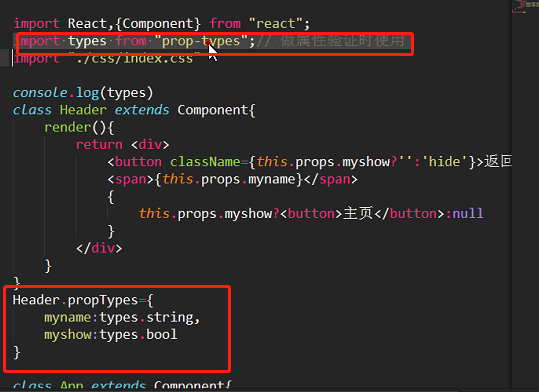 import React,{Component} from "react";
import types from "prop-types";// 做属性验证时使用
import "./css/index.css"
console.log(types)
class Header extends Component{
render(){
return <div>
<button className={this.props.myshow?'':'hide'}>返回
<span>{this.props.myname}</span>
{
this.props.myshow?<button>主页</button>:null
}
</div>
}
}
Header.propTypes={
myname:types.string,
myshow:types.bool
}
class App extends Component{